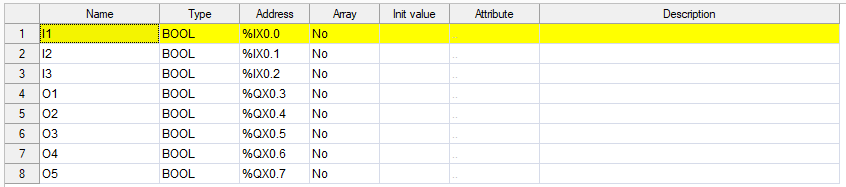 Name Type Address Array Init value Attribute Description
1 I1 BOOL %IX0.0 No ..
2 I2 BOOL %IX0.1 No ..
3 I3 BOOL %IX0.2 No ..
4 O1 BOOL %QX0.3 No ..
5 O2 BOOL %QX0.4 No ..
6 O3 BOOL %QX0.5 No ..
7 O4 BOOL %QX0.6 No ..
8 O5 BOOL %QX0.7 No ..